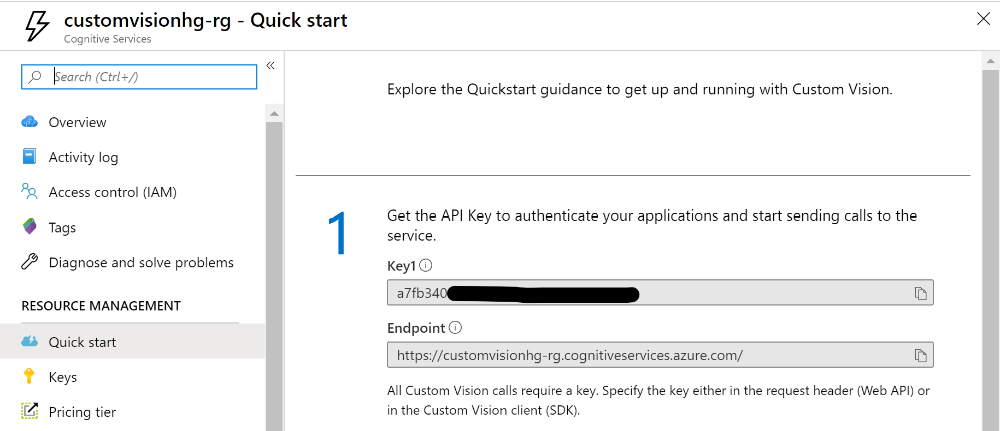 customvisionhg-rg - Quick start
Cognitive Services
Search (Ctrl+/)
Overview
Activity log
Access control (IAM)
Tags
Diagnose and solve problems
RESOURCE MANAGEMENT
Quick start
Keys
Pricing tier
Explore the Quickstart guidance to get up and running with Custom Vision.
1
Get the API Key to authenticate your applications and start sending calls to the
service.
Key1
a7fb340
Endpoint
https://customvisionhg-rg.cognitiveservices.azure.com/
All Custom Vision calls require a key. Specify the key either in the request header (Web API) or
in the Custom Vision client (SDK).